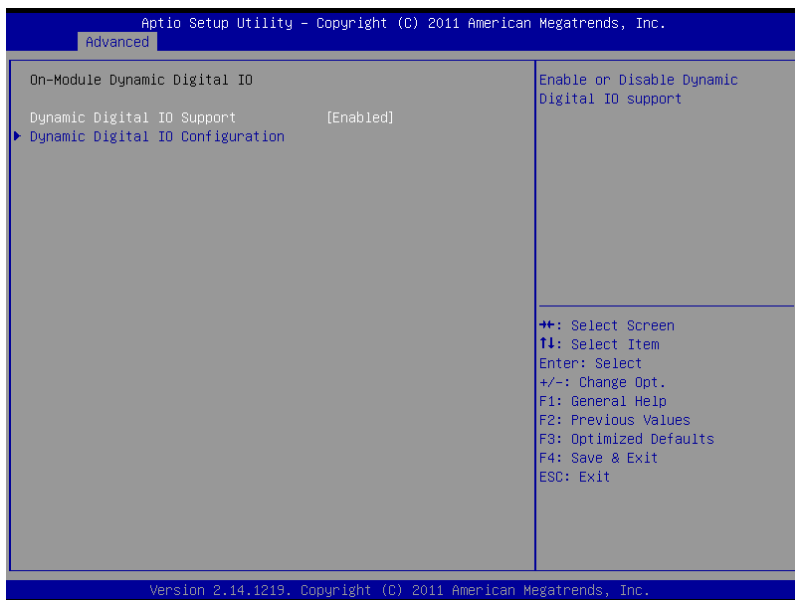 Aptio Setup Utility – Copyright (C) 2011 American Megatrends, Inc.
Advanced
On-Module Dynamic Digital IO
Dynamic Digital IO Support [Enabled]
Dynamic Digital IO Configuration
Enable or Disable Dynamic
Digital IO support
→←: Select Screen
↑↓: Select Item
Enter: Select
+/-: Change Opt.
F1: General Help
F2: Previous Values
F3: Optimized Defaults
F4: Save & Exit
ESC: Exit
Version 2.14.1219. Copyright (C) 2011 American Megatrends, Inc.